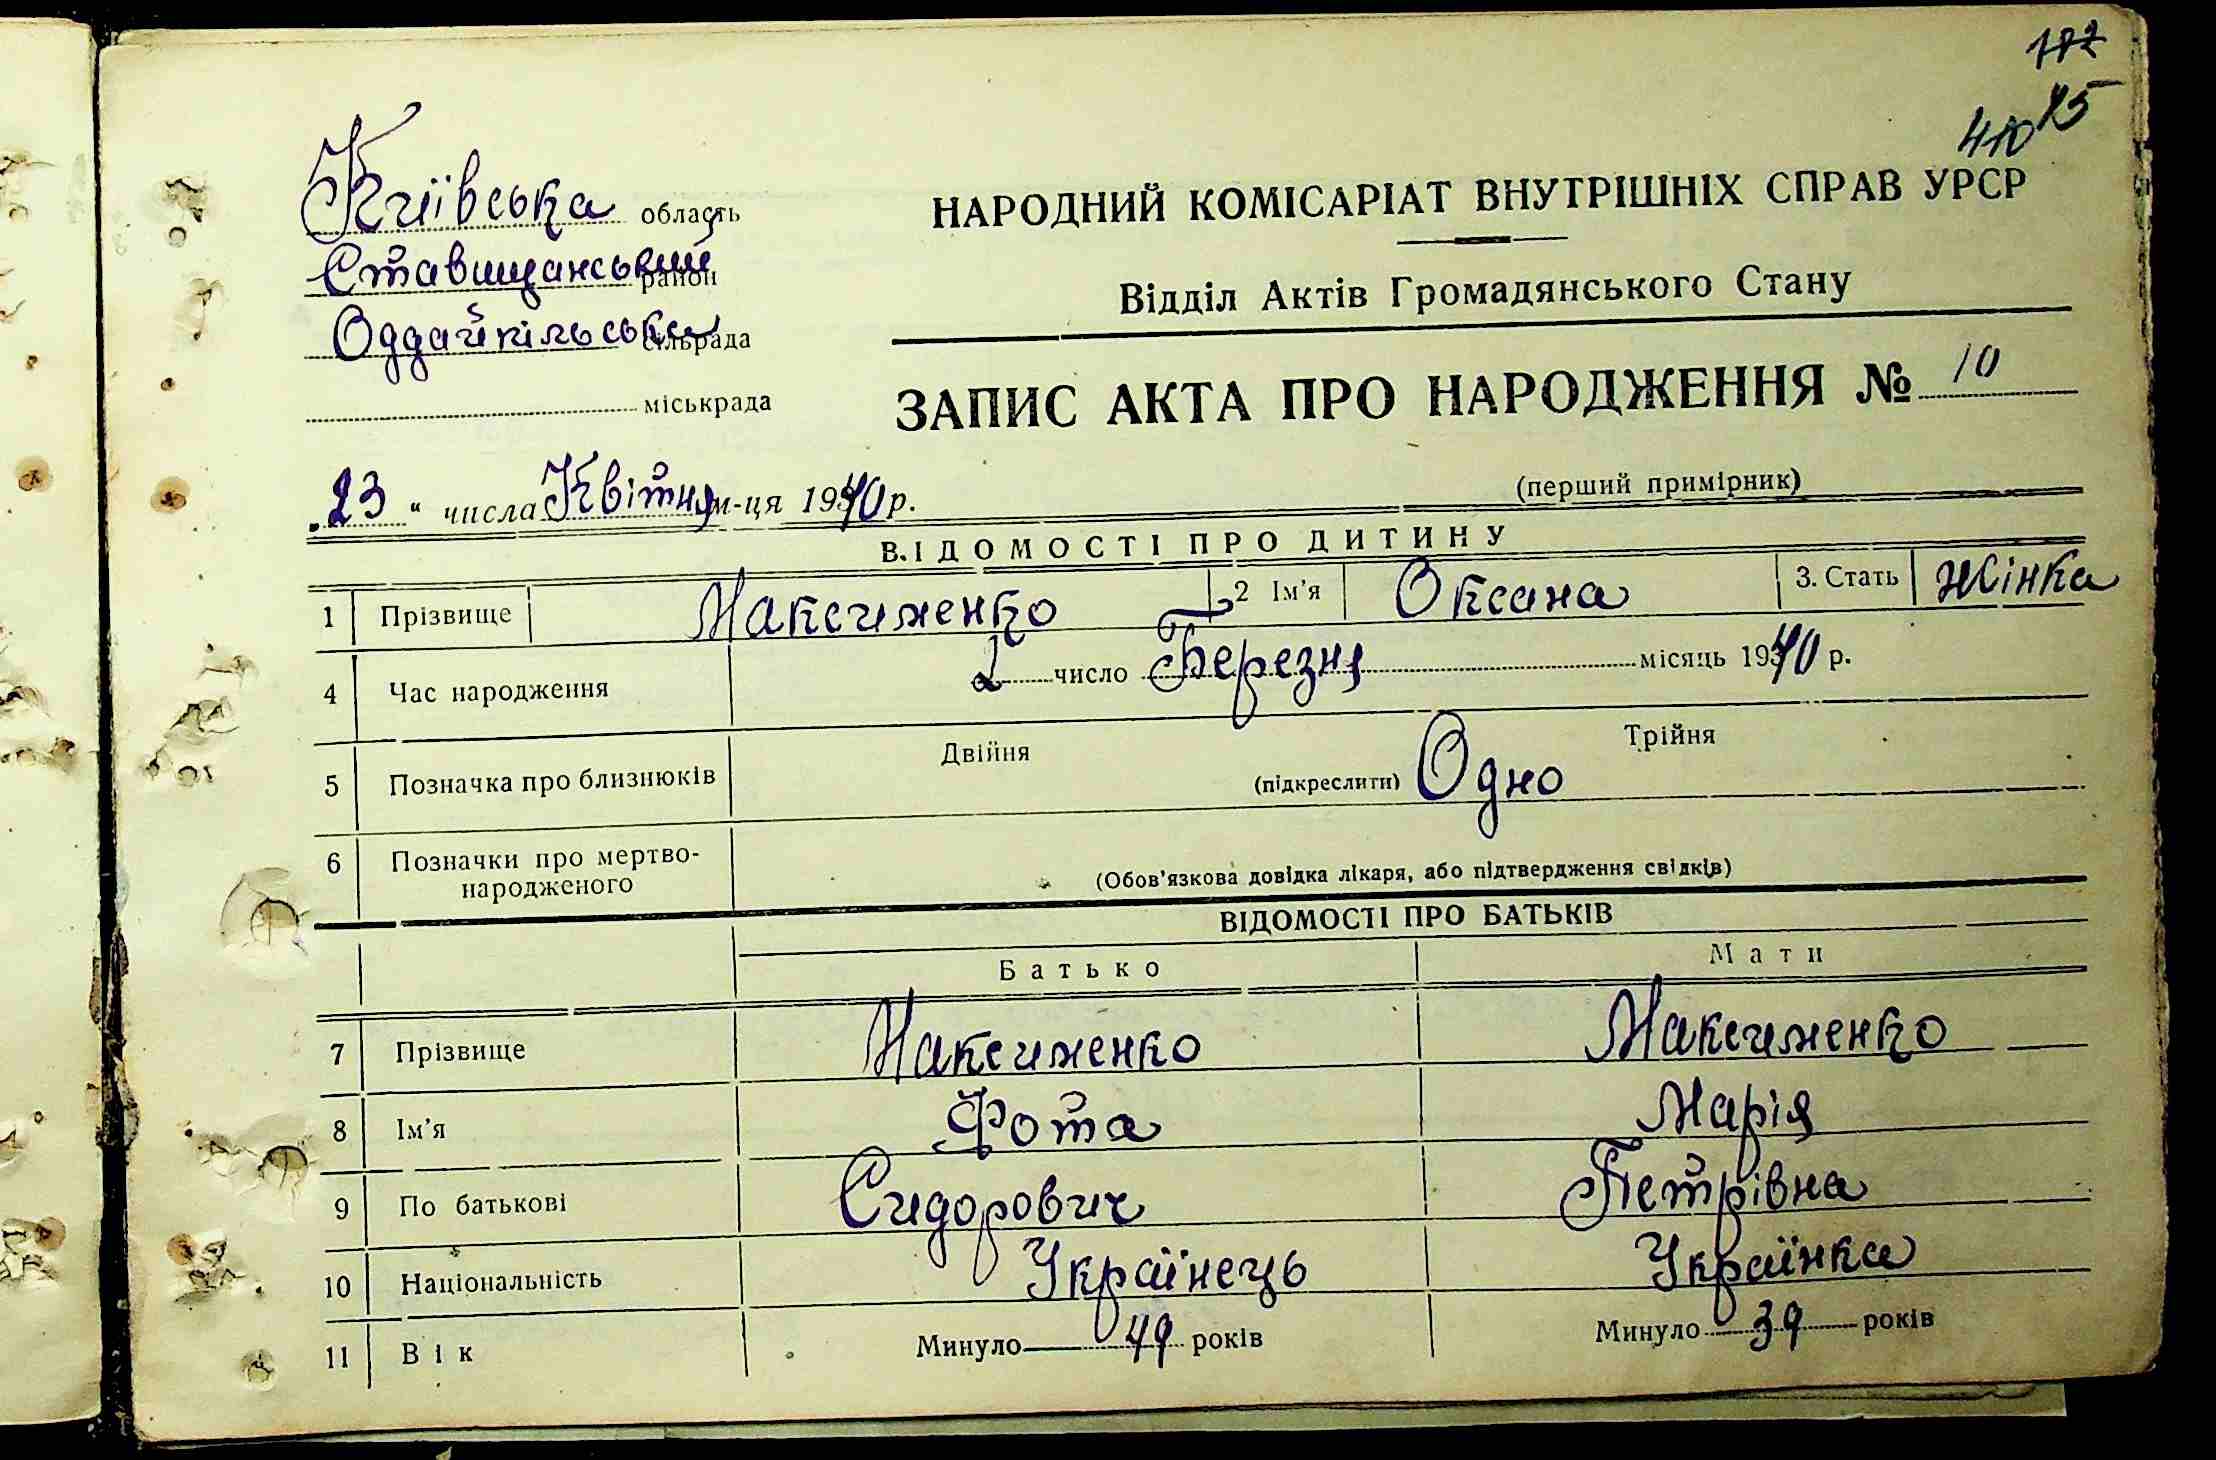 187
410 85
Київська область
Ставищанський район
Оддайпільська сільрада
міськрада
НАРОДНИЙ КОМІСАРІАТ ВНУТРІШНІХ СПРАВ УРСР
Відділ Актів Громадянського Стану
ЗАПИС АКТА ПРО НАРОДЖЕННЯ № 10
(перший примірник)
„23“ числа Квітня м-ця 1940 р.
ВІДОМОСТІ ПРО ДИТИНУ
1 Прізвище Максименко 2 Ім'я Оксана 3. Стать жінка
4 Час народження 2 число Березня місяць 1940 р.
5 Позначка про близнюків Двійня (підкреслити) Одно Трійня
6 Позначки про мертво-
народженого (Обов'язкова довідка лікаря, або підтвердження свідків)
ВІДОМОСТІ ПРО БАТЬКІВ
Батько Мати
7 Прізвище Максименко Максименко
8 Ім'я Фота Марія
9 По батькові Сидорович Петрівна
10 Національність Українець Українка
11 Вік Минуло 49 років Минуло 39 років